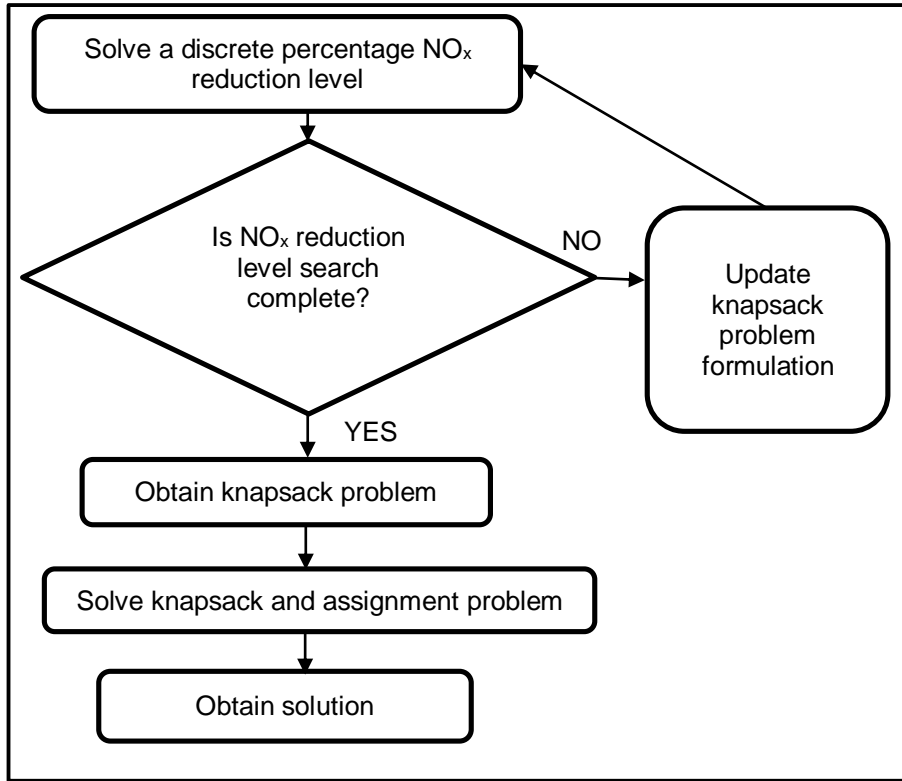 Solve a discrete percentage NOₓ
reduction level
Is NOₓ reduction
level search
complete?
NO
Update
knapsack
problem
formulation
YES
Obtain knapsack problem
Solve knapsack and assignment problem
Obtain solution